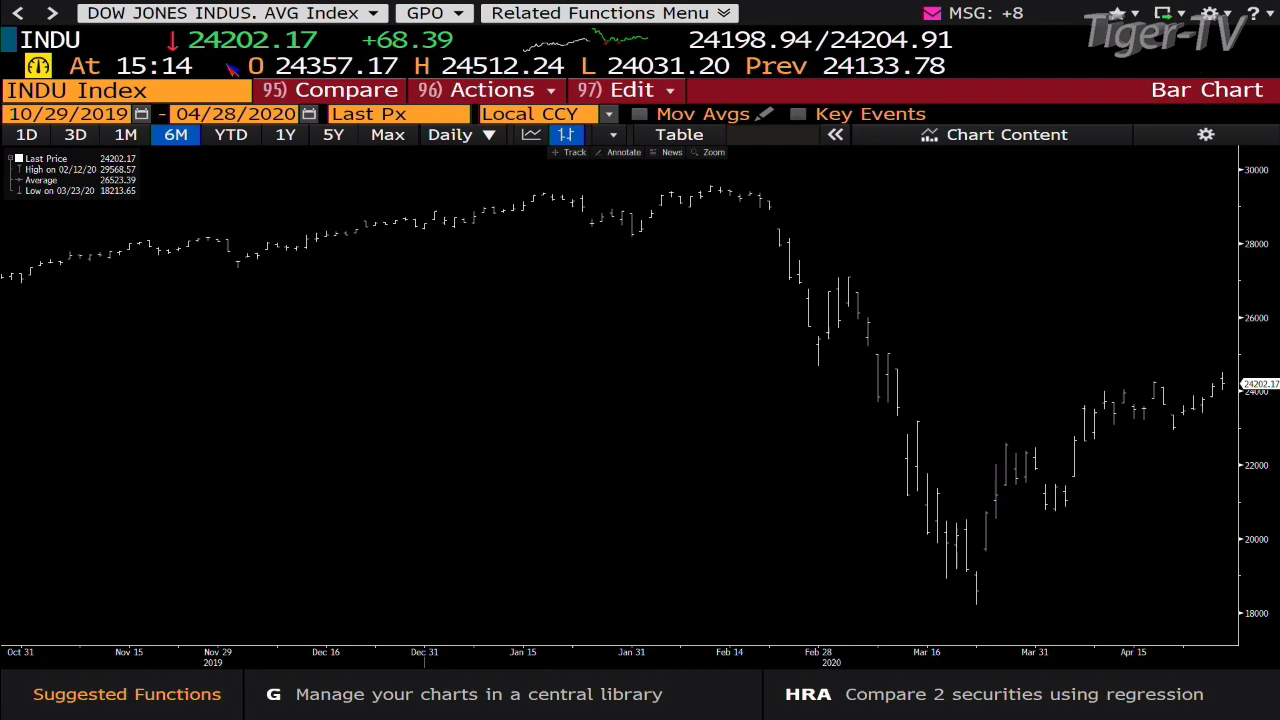 DOW JONES INDUS. AVG Index GPO Related Functions Menu MSG: +8 ?
Tiger-TV
INDU 24202.17 +68.39 24198.94/24204.91
At 15:14 O 24357.17 H 24512.24 L 24031.20 Prev 24133.78
INDU Index 95) Compare 96) Actions 97) Edit Bar Chart
10/29/2019 - 04/28/2020 Last Px Local CCY Mov Avgs Key Events
1D 3D 1M 6M YTD 1Y 5Y Max Daily Table Chart Content
Track Annotate News Zoom
Last Price 24202.17
High on 02/12/20 29568.57
Average 26523.39
Low on 03/23/20 18213.65
30000
28000
26000
24202.17
24000
22000
20000
18000
Oct 31 Nov 15 Nov 29 Dec 16 Dec 31 Jan 15 Jan 31 Feb 14 Feb 28 Mar 16 Mar 31 Apr 15
2019 2020
Suggested Functions G Manage your charts in a central library HRA Compare 2 securities using regression